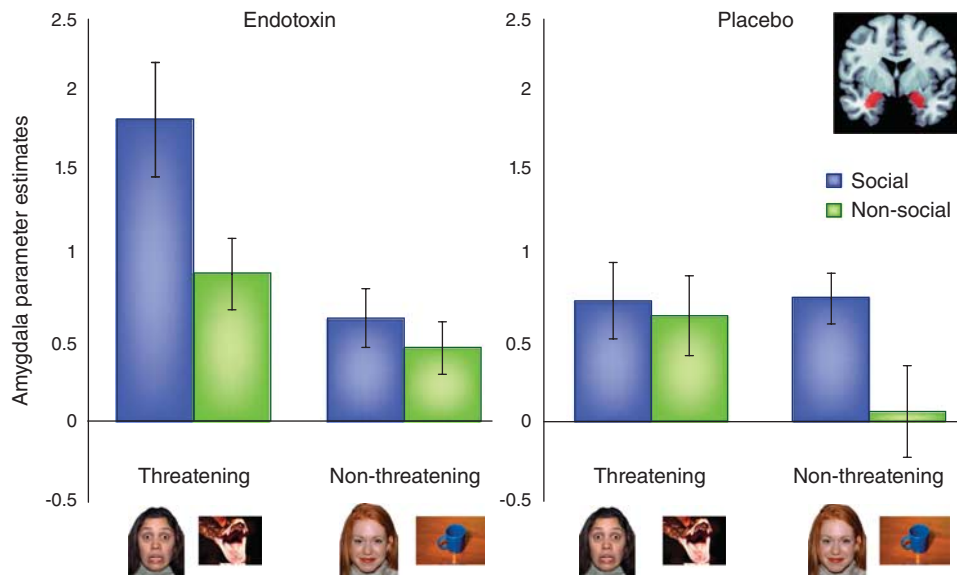 Endotoxin
Placebo
Amygdala parameter estimates
2.5
2
1.5
1
0.5
0
-0.5
Threatening
Non-threatening
2.5
2
1.5
1
0.5
0
-0.5
Social
Non-social
Threatening
Non-threatening